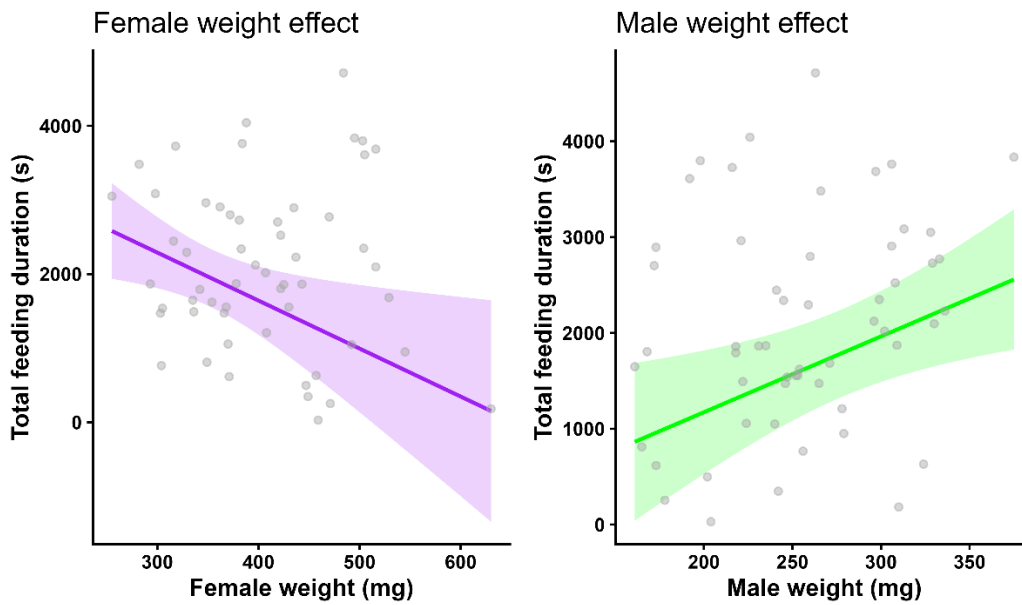 Female weight effect
Total feeding duration (s)
4000
2000
0
300 400 500 600
Female weight (mg)
Male weight effect
Total feeding duration (s)
4000
3000
2000
1000
0
200 250 300 350
Male weight (mg)